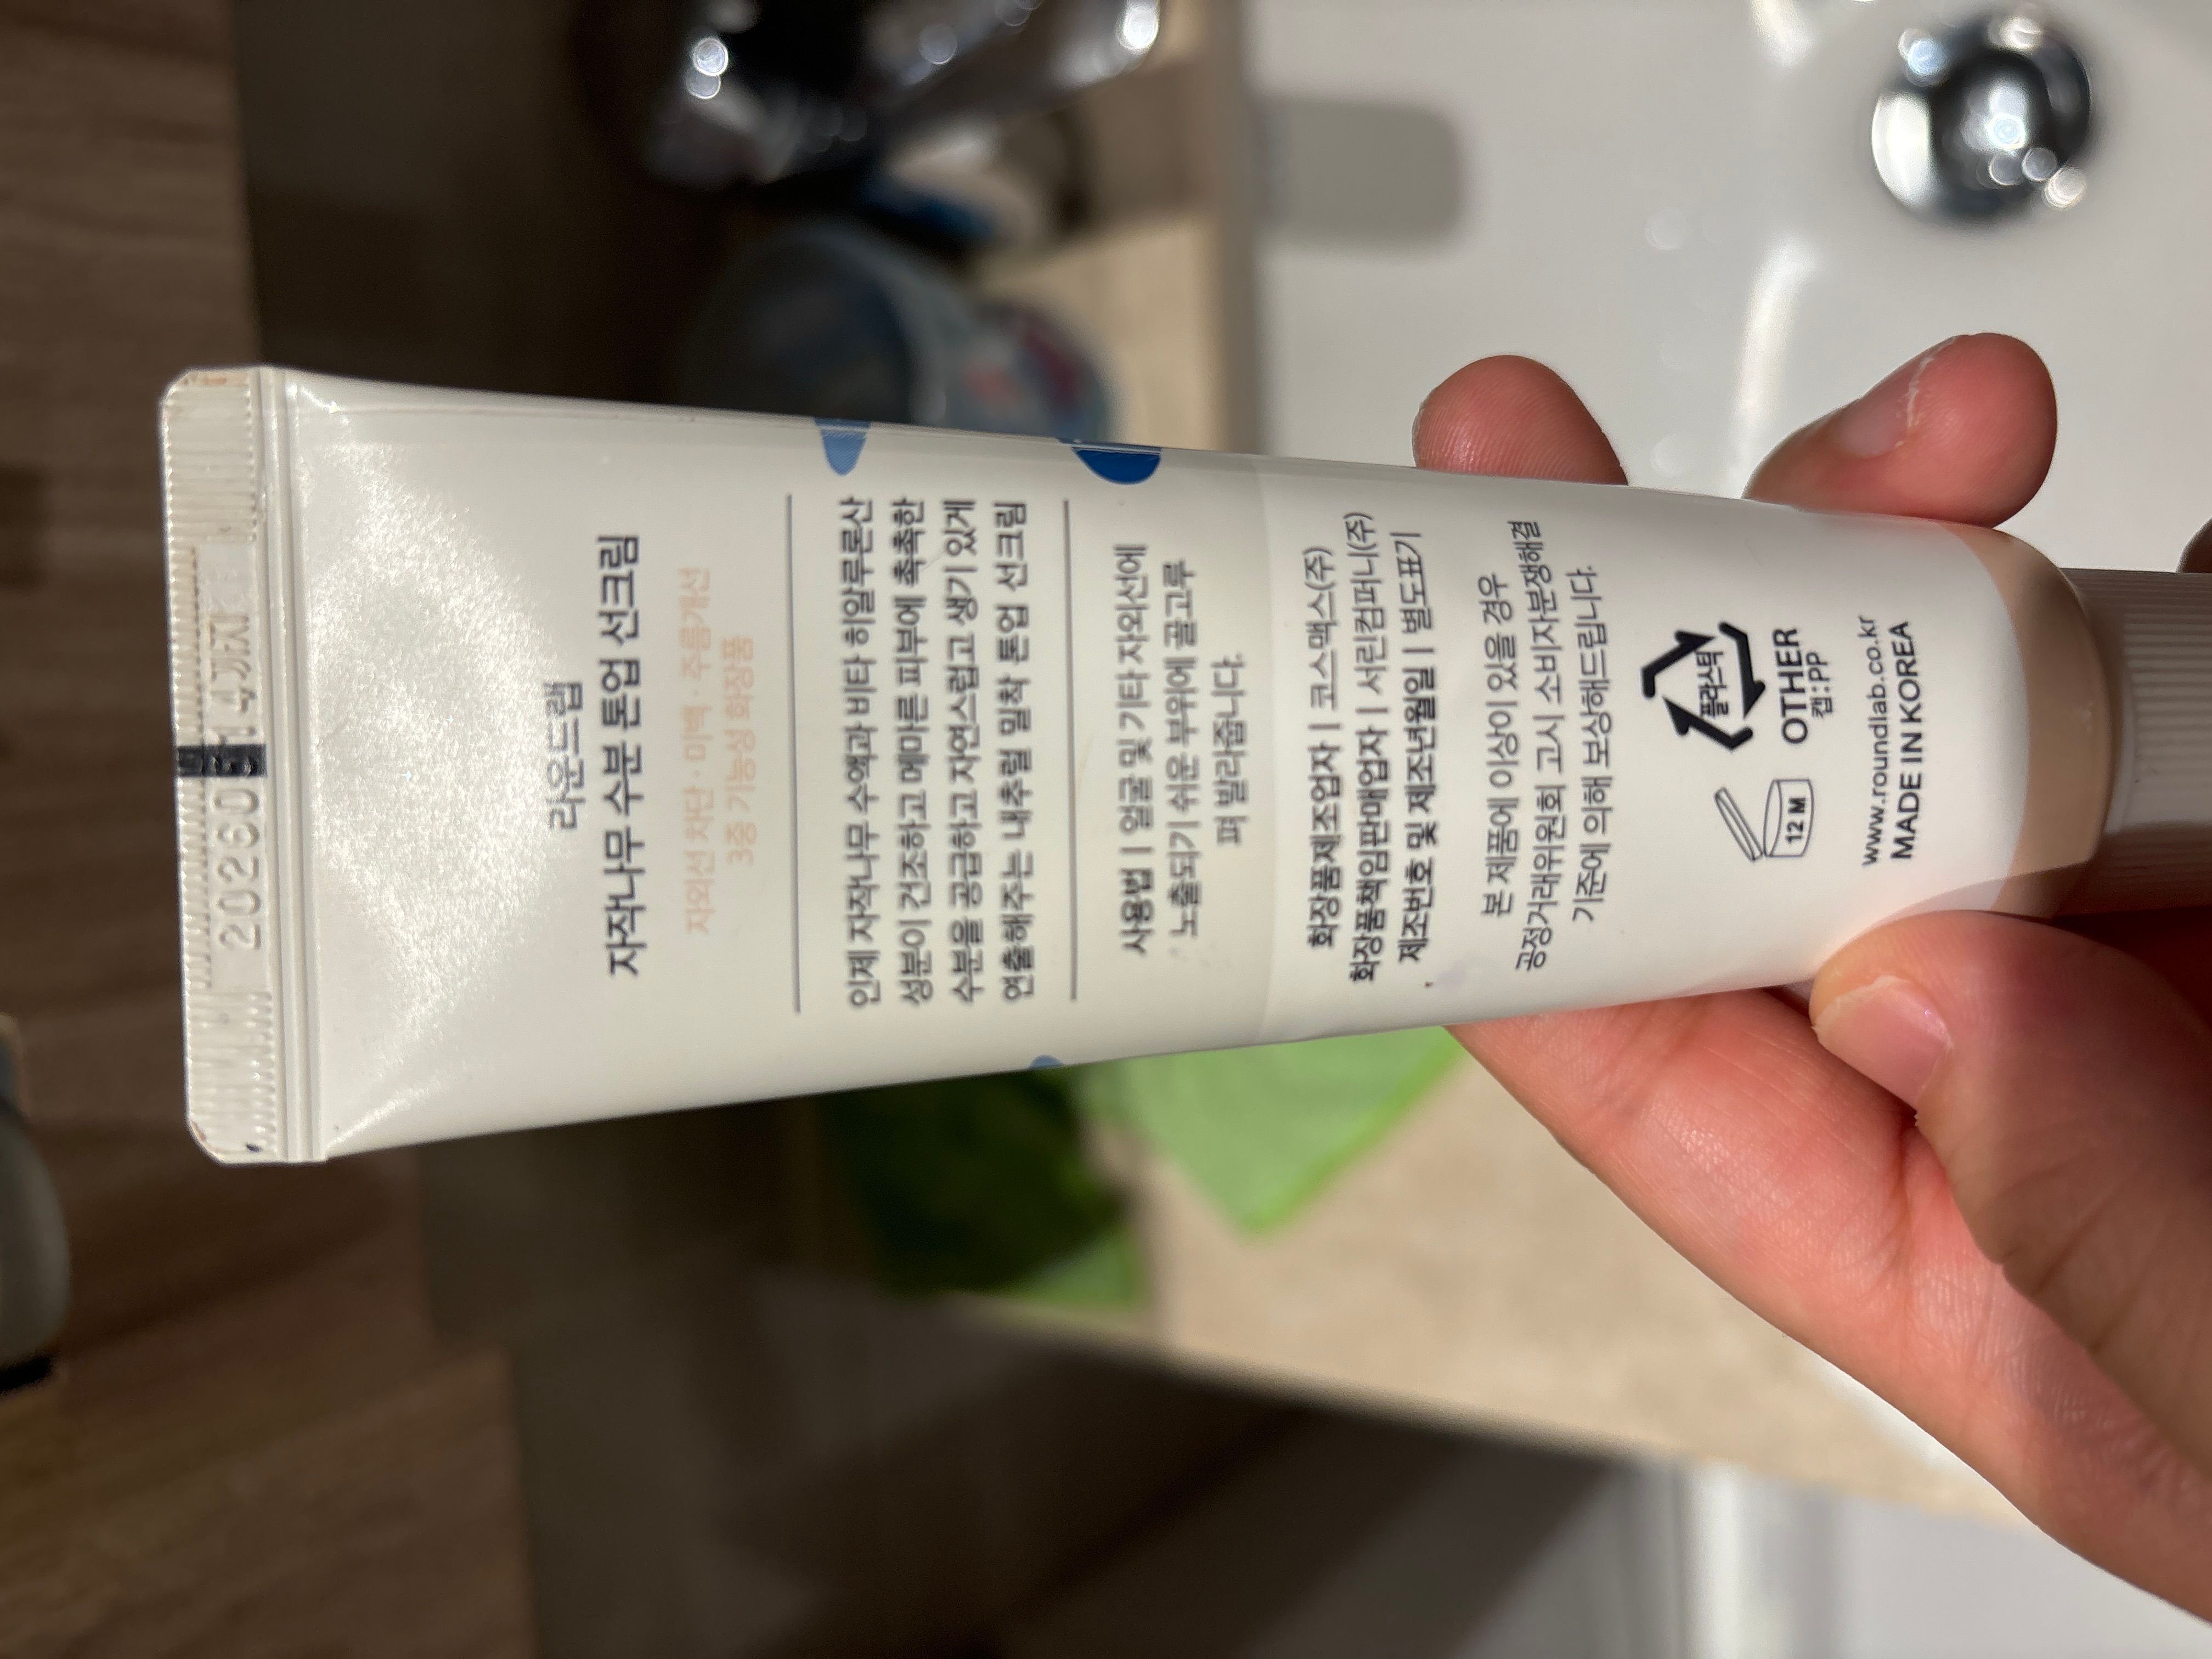 라운드랩
자작나무 수분 톤업 선크림
자외선 차단 · 미백 · 주름개선
3중 기능성 화장품
인제 자작나무 수액과 비타 히알루론산
성분이 건조하고 메마른 피부에 촉촉한
수분을 공급하고 자연스럽고 생기 있게
연출해주는 내추럴 밀착 톤업 선크림
사용법 | 얼굴 및 기타 자외선에
노출되기 쉬운 부위에 골고루
펴 발라줍니다.
화장품제조업자 | 코스맥스(주)
화장품책임판매업자 | 서린컴퍼니(주)
제조번호 및 제조년월일 | 별도표기
본 제품에 이상이 있을 경우
공정거래위원회 고시 소비자분쟁해결
기준에 의해 보상해드립니다.
12 M
플라스틱
OTHER
캡:PP
www.roundlab.co.kr
MADE IN KOREA